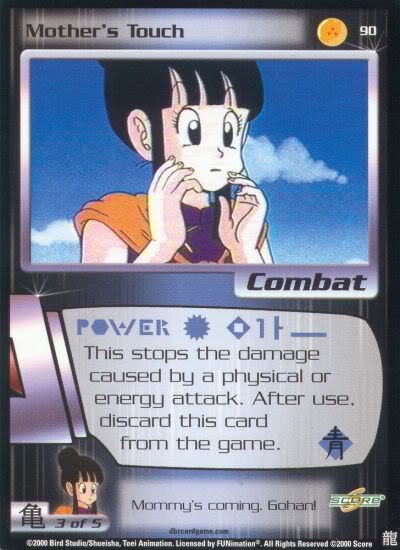 Mother's Touch
90
Combat
POWER
This stops the damage
caused by a physical or
energy attack. After use,
discard this card
from the game.
青
亀
3 of 5
Mommy's coming, Gohan!
SCORE
dbzcardgame.com
©2000 Bird Studio/Shueisha, Toei Animation. Licensed by FUNimation®. All Rights Reserved ©2000 Score
龍